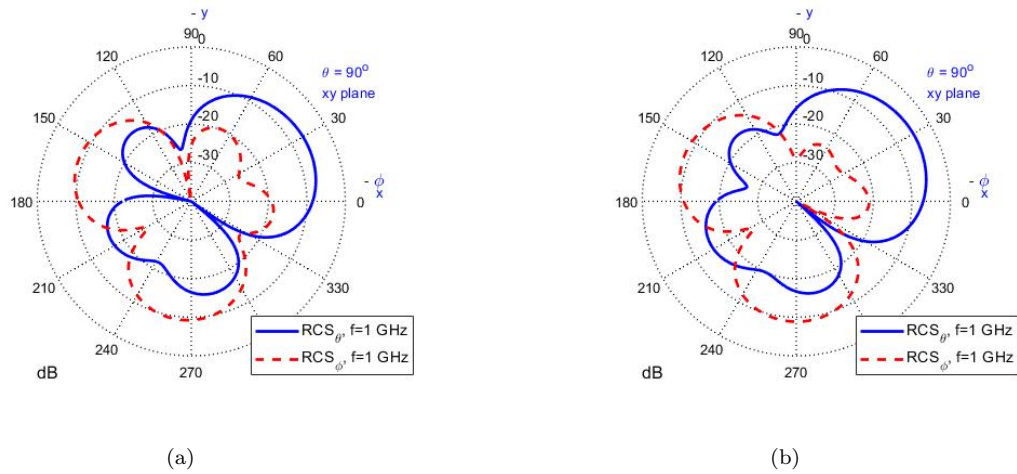 - y
90
0
120
60
θ = 90º
xy plane
-10
150
30
-20
-30
- ϕ
180
0
x
210
330
RCS_θ, f=1 GHz
RCS_ϕ, f=1 GHz
240
dB
270
(a)
- y
90
0
120
60
θ = 90º
xy plane
-10
150
30
-20
-30
- ϕ
180
0
x
210
330
RCS_θ, f=1 GHz
RCS_ϕ, f=1 GHz
240
dB
270
(b)